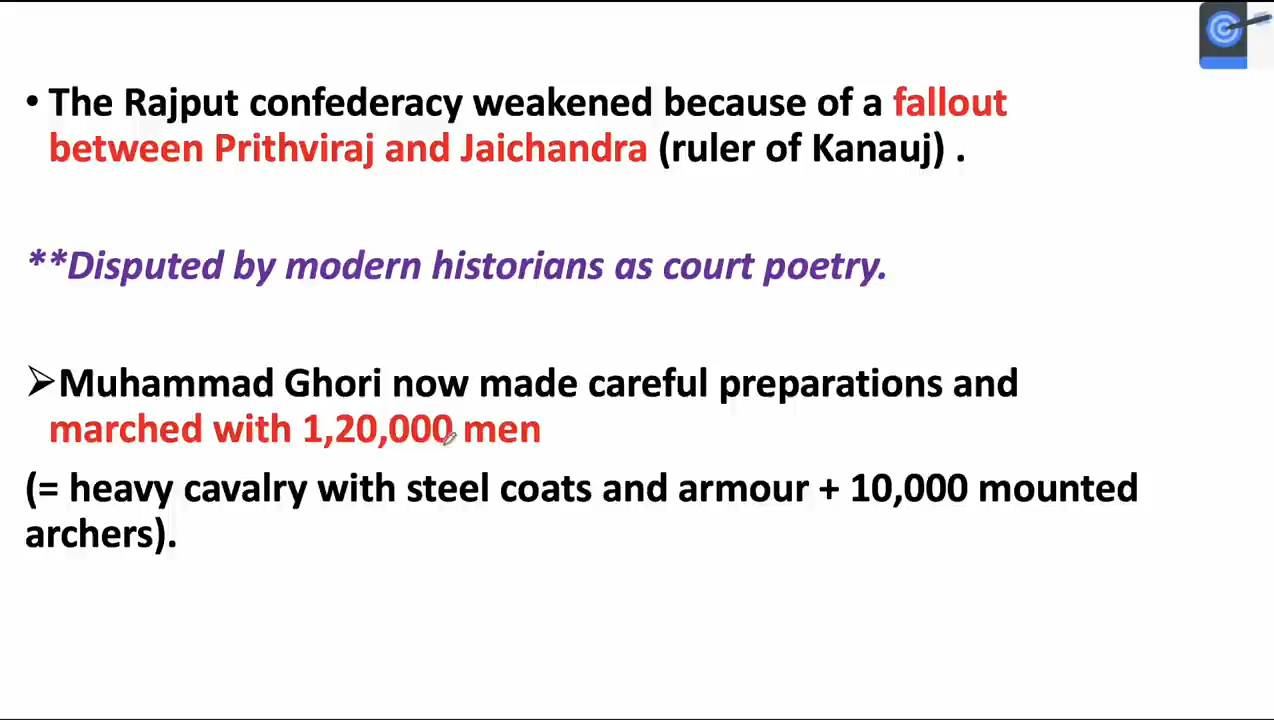 • The Rajput confederacy weakened because of a fallout
between Prithviraj and Jaichandra (ruler of Kanauj) .
**Disputed by modern historians as court poetry.
➢Muhammad Ghori now made careful preparations and
marched with 1,20,000 men
(= heavy cavalry with steel coats and armour + 10,000 mounted
archers).